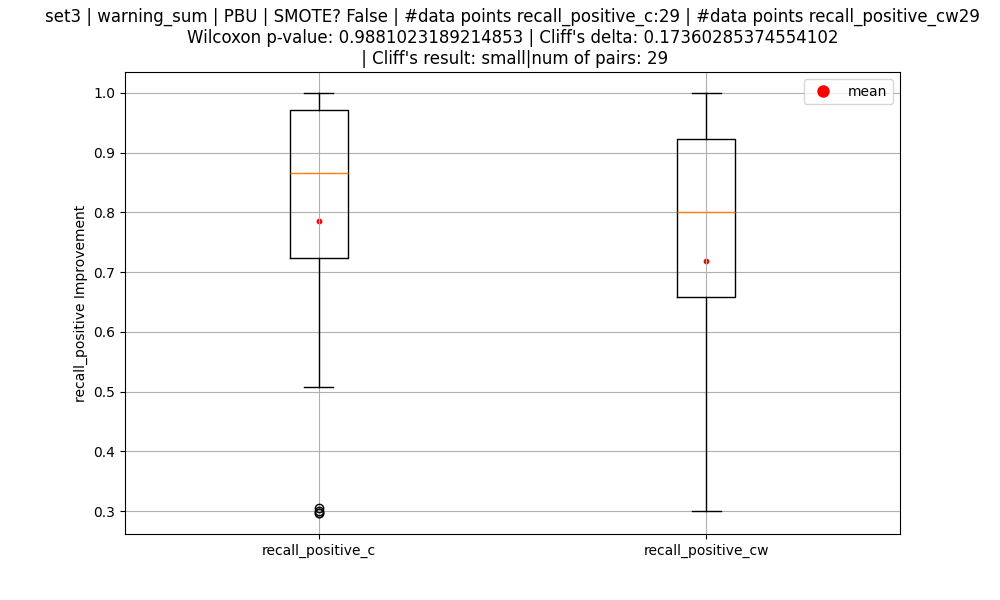 set3 | warning_sum | PBU | SMOTE? False | #data points recall_positive_c:29 | #data points recall_positive_cw29
Wilcoxon p-value: 0.9881023189214853 | Cliff's delta: 0.17360285374554102
| Cliff's result: small|num of pairs: 29
mean
recall_positive Improvement
1.0
0.9
0.8
0.7
0.6
0.5
0.4
0.3
recall_positive_c
recall_positive_cw